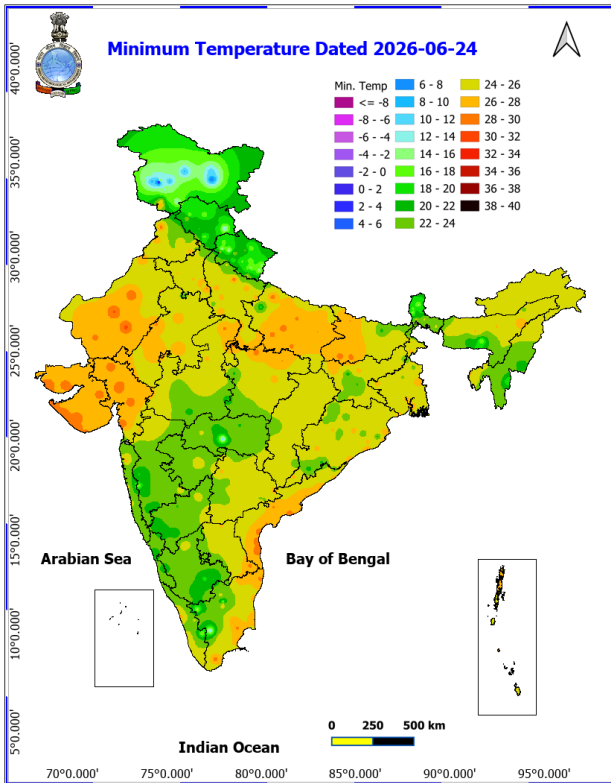 Minimum Temperature Dated 2026-06-24
Min. Temp
<= -8
-8 - -6
-6 - -4
-4 - -2
-2 - 0
0 - 2
2 - 4
4 - 6
6 - 8
8 - 10
10 - 12
12 - 14
14 - 16
16 - 18
18 - 20
20 - 22
22 - 24
24 - 26
26 - 28
28 - 30
30 - 32
32 - 34
34 - 36
36 - 38
38 - 40
40°0.000'
35°0.000'
30°0.000'
25°0.000'
20°0.000'
15°0.000'
10°0.000'
5°0.000'
Arabian Sea
Bay of Bengal
0 250 500 km
Indian Ocean
70°0.000' 75°0.000' 80°0.000' 85°0.000' 90°0.000' 95°0.000'